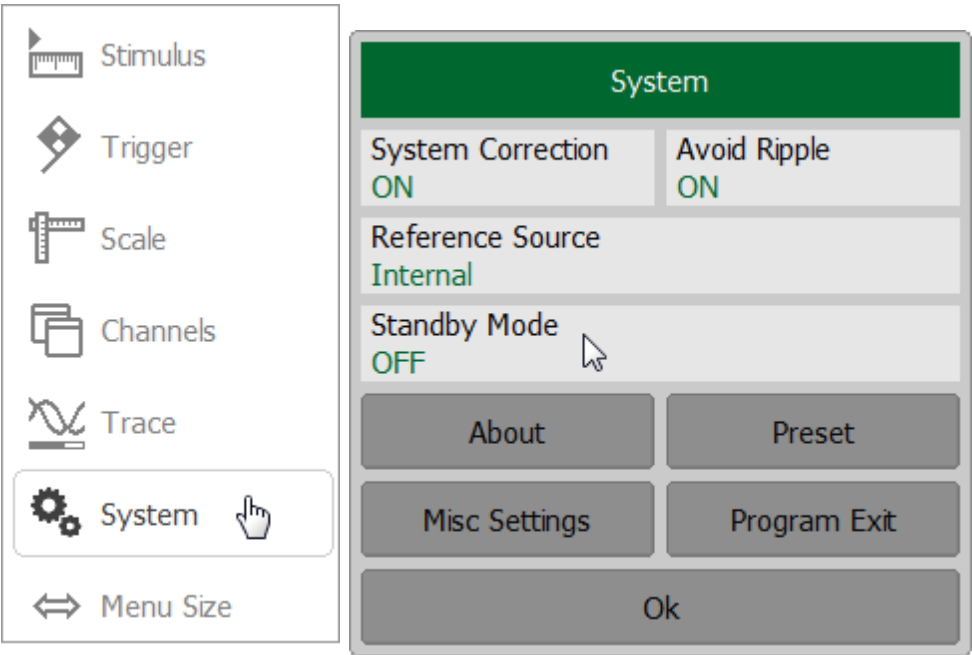 Stimulus
Trigger
Scale
Channels
Trace
System
Menu Size
System
System Correction
ON
Avoid Ripple
ON
Reference Source
Internal
Standby Mode
OFF
About
Preset
Misc Settings
Program Exit
Ok